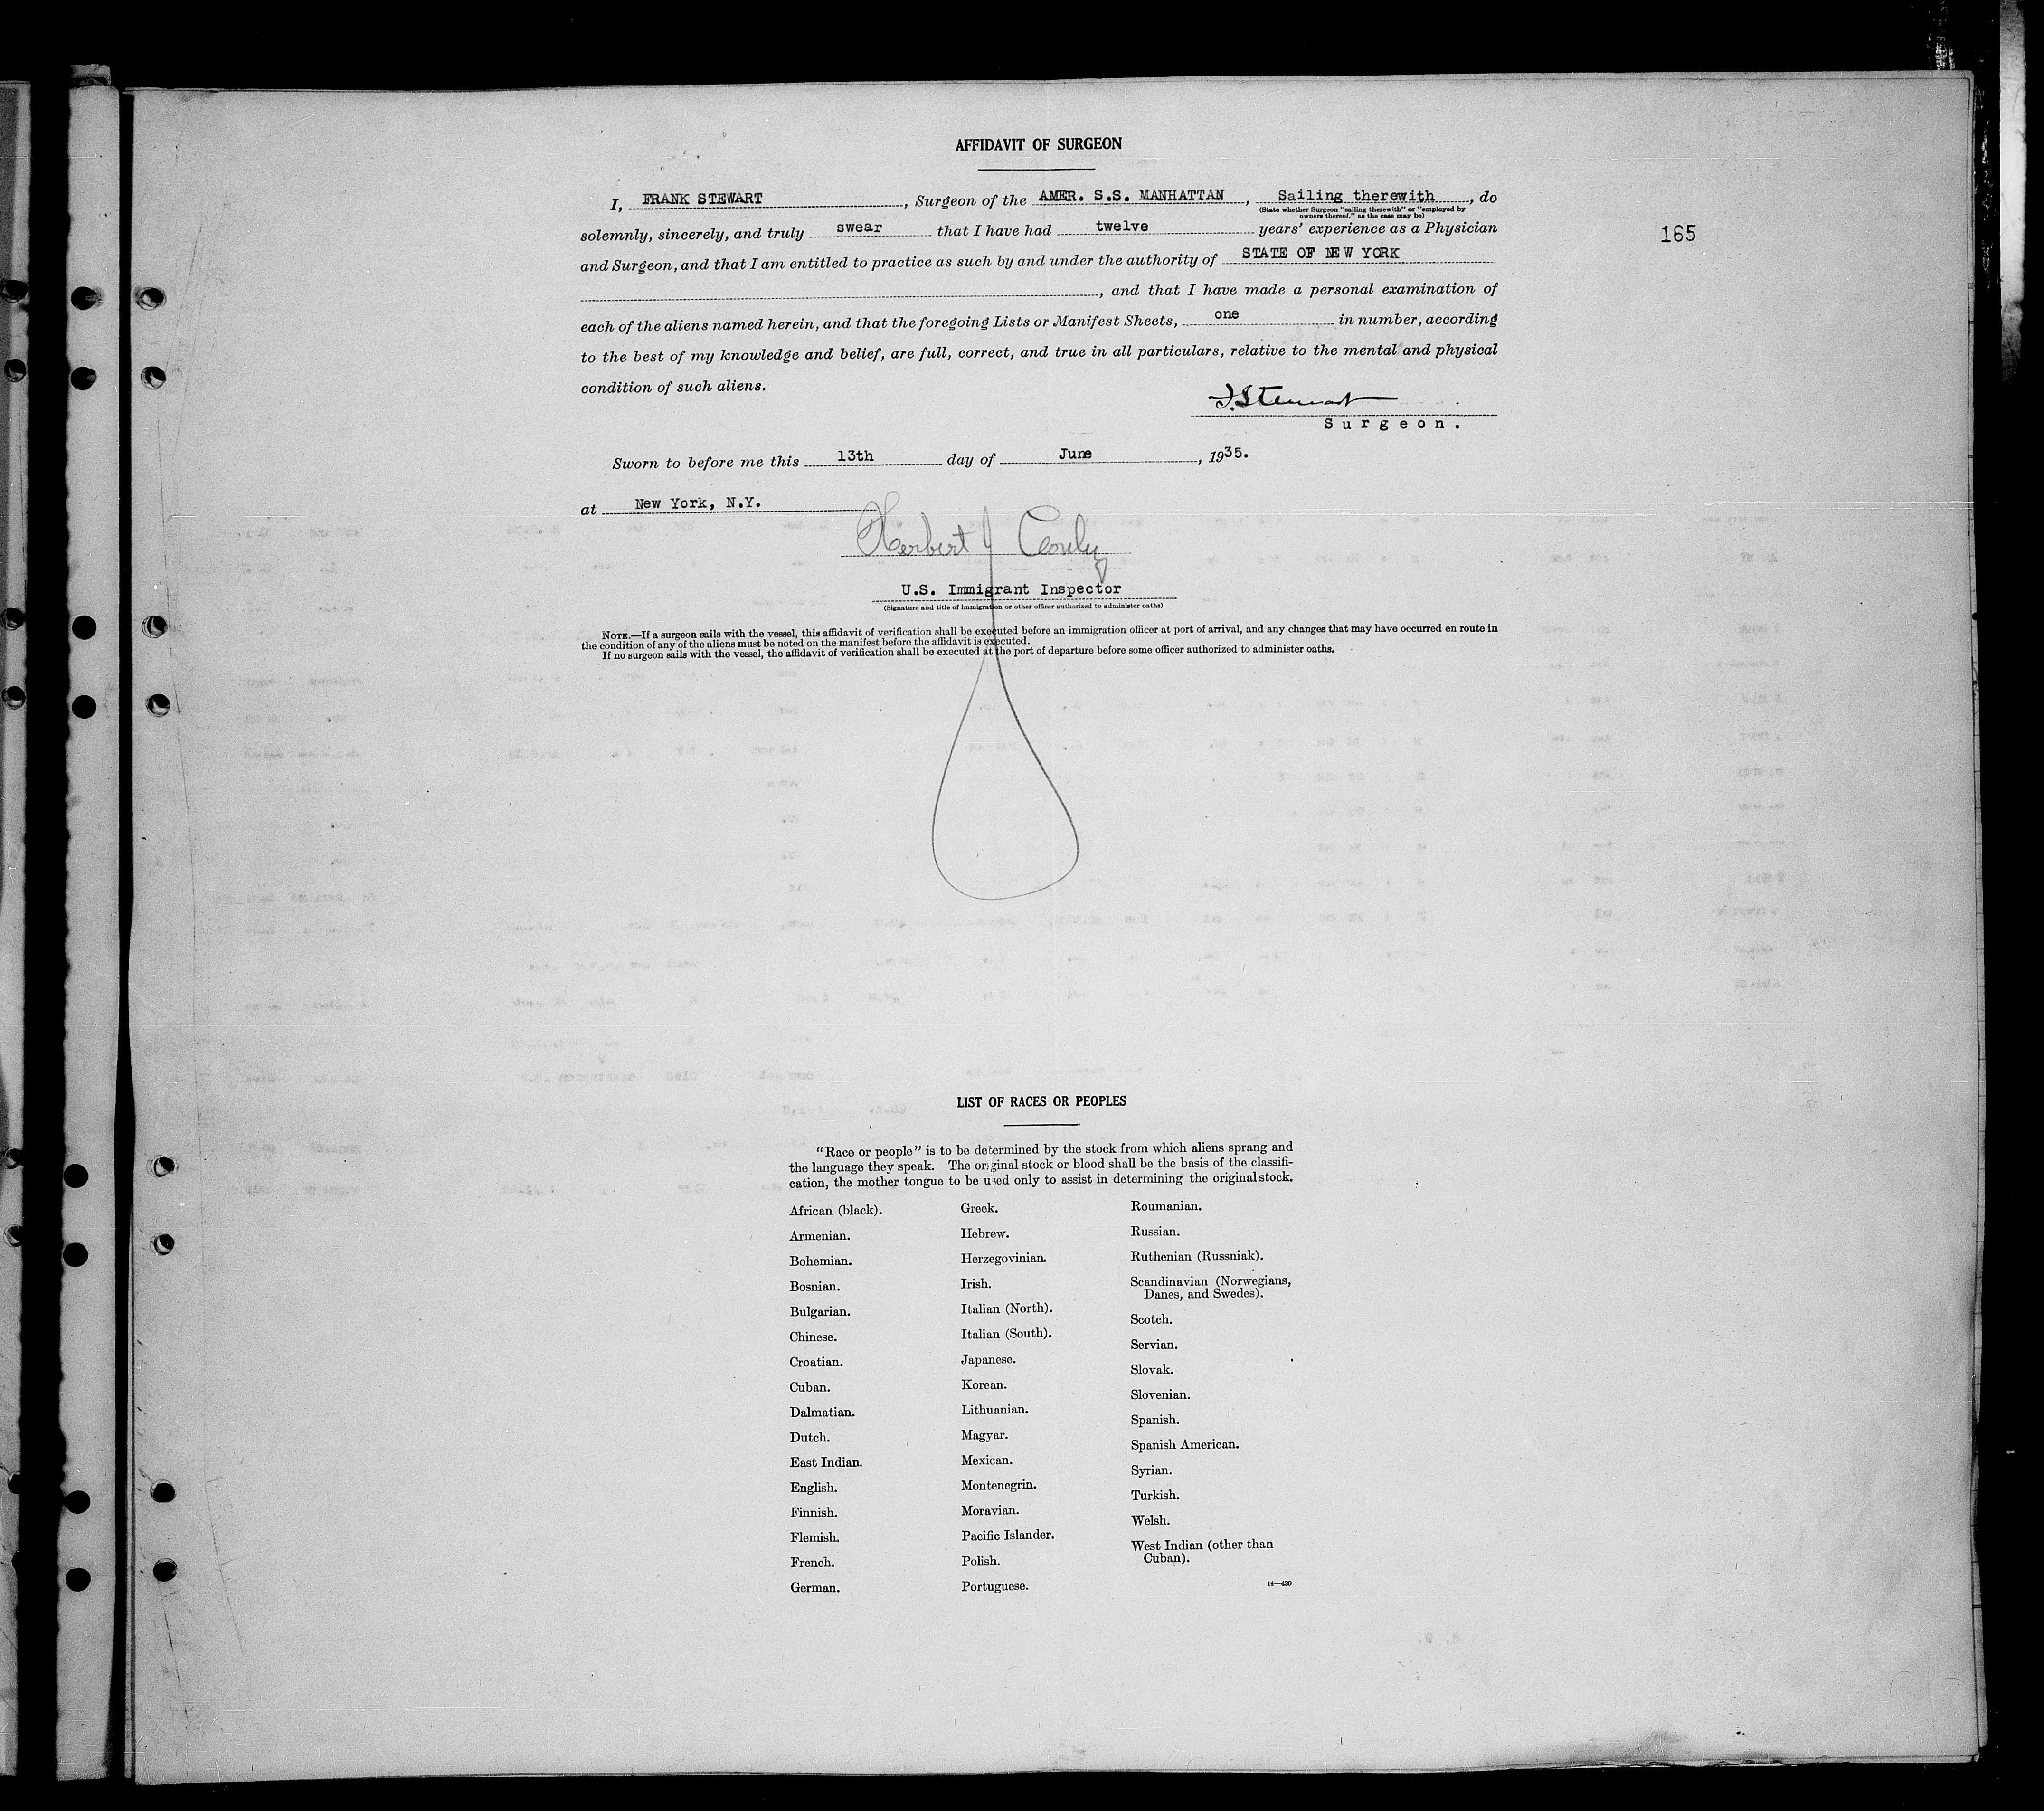 AFFIDAVIT OF SURGEON
I, FRANK STEWART, Surgeon of the AMER. S.S. MANHATTAN, Sailing therewith, do
(State whether Surgeon "sailing therewith" or "employed by
owners thereof," as the case may be)
solemnly, sincerely, and truly swear that I have had twelve years' experience as a Physician
165
and Surgeon, and that I am entitled to practice as such by and under the authority of STATE OF NEW YORK
, and that I have made a personal examination of
each of the aliens named herein, and that the foregoing Lists or Manifest Sheets, one in number, according
to the best of my knowledge and belief, are full, correct, and true in all particulars, relative to the mental and physical
condition of such aliens.
F. Stewart
Surgeon.
Sworn to before me this 13th day of June, 1935.
at New York, N.Y.
Herbert J
U.S. Immigrant Inspector
(Signature and title of immigration or other officer authorized to administer oaths)
NOTE.—If a surgeon sails with the vessel, this affidavit of verification shall be executed before an immigration officer at port of arrival, and any changes that may have occurred en route in
the condition of any of the aliens must be noted on the manifest before the affidavit is executed.
If no surgeon sails with the vessel, the affidavit of verification shall be executed at the port of departure before some officer authorized to administer oaths.
LIST OF RACES OR PEOPLES
"Race or people" is to be determined by the stock from which aliens sprang and
the language they speak. The original stock or blood shall be the basis of the classifi-
cation, the mother tongue to be used only to assist in determining the original stock.
African (black).
Armenian.
Bohemian.
Bosnian.
Bulgarian.
Chinese.
Croatian.
Cuban.
Dalmatian.
Dutch.
East Indian.
English.
Finnish.
Flemish.
French.
German.
Greek.
Hebrew.
Herzegovinian.
Irish.
Italian (North).
Italian (South).
Japanese.
Korean.
Lithuanian.
Magyar.
Mexican.
Montenegrin.
Moravian.
Pacific Islander.
Polish.
Portuguese.
Roumanian.
Russian.
Ruthenian (Russniak).
Scandinavian (Norwegians,
Danes, and Swedes).
Scotch.
Servian.
Slovak.
Slovenian.
Spanish.
Spanish American.
Syrian.
Turkish.
Welsh.
West Indian (other than
Cuban).
14—430